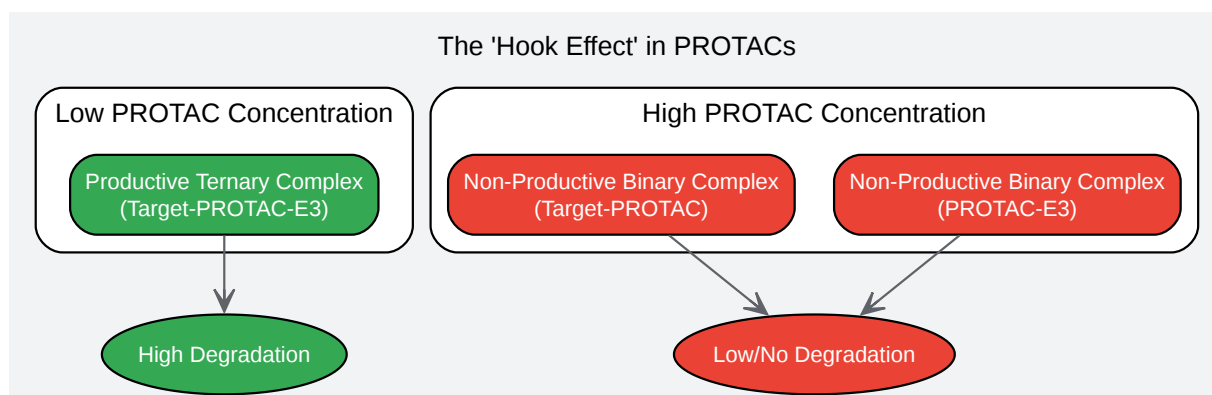 The 'Hook Effect' in PROTACs
Low PROTAC Concentration
Productive Ternary Complex
(Target-PROTAC-E3)
High Degradation
High PROTAC Concentration
Non-Productive Binary Complex
(Target-PROTAC)
Non-Productive Binary Complex
(PROTAC-E3)
Low/No Degradation